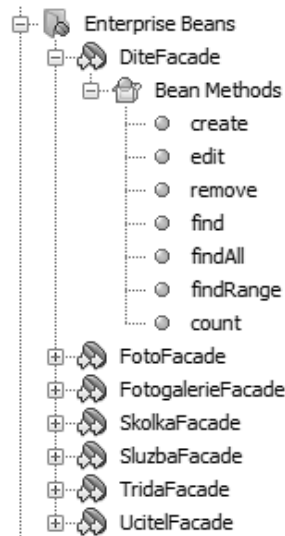 Enterprise Beans
DiteFacade
Bean Methods
create
edit
remove
find
findAll
findRange
count
FotoFacade
FotogalerieFacade
SkolkaFacade
SluzbaFacade
TridaFacade
UcitelFacade